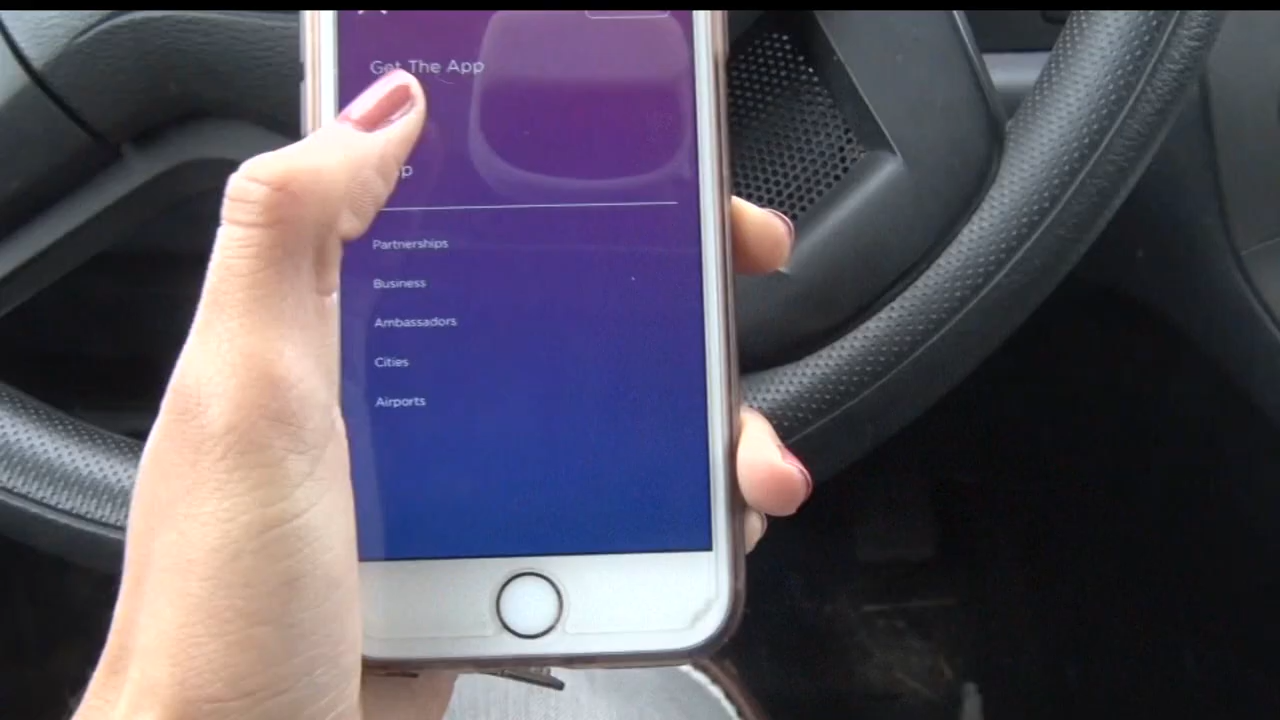 Get The App
Partnerships
Business
Ambassadors
Cities
Airports